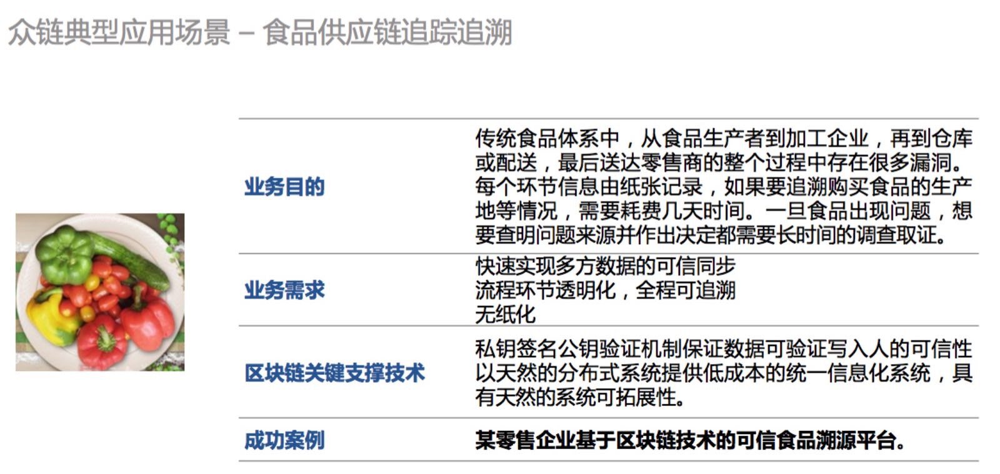 众链典型应用场景 – 食品供应链追踪追溯
业务目的
传统食品体系中，从食品生产者到加工企业，再到仓库
或配送，最后送达零售商的整个过程中存在很多漏洞。
每个环节信息由纸张记录，如果要追溯购买食品的生产
地等情况，需要耗费几天时间。一旦食品出现问题，想
要查明问题来源并作出决定都需要长时间的调查取证。
业务需求
快速实现多方数据的可信同步
流程环节透明化，全程可追溯
无纸化
区块链关键支撑技术
私钥签名公钥验证机制保证数据可验证写入人的可信性
以天然的分布式系统提供低成本的统一信息化系统，具
有天然的系统可拓展性。
成功案例
某零售企业基于区块链技术的可信食品溯源平台。